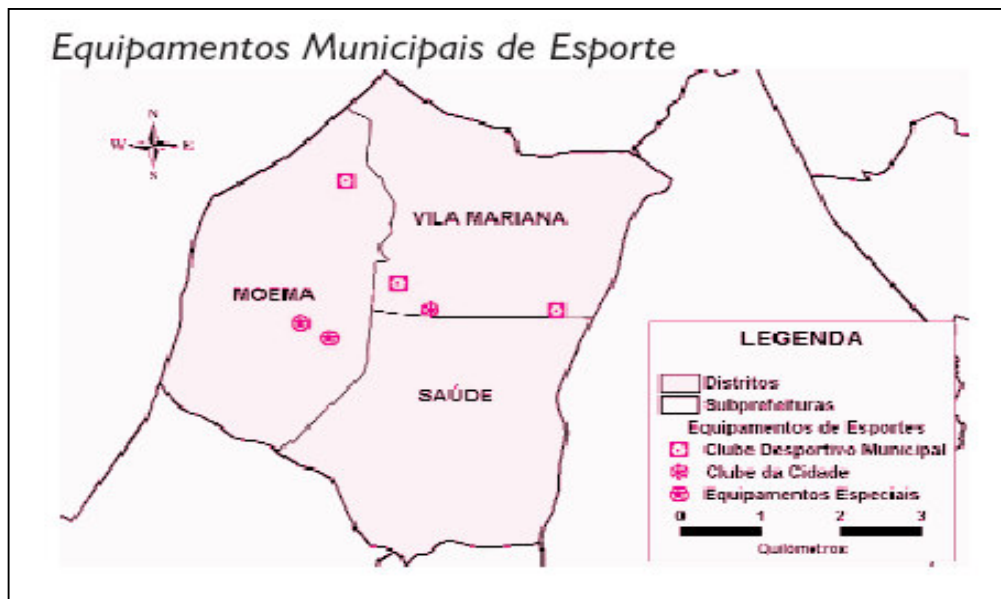 Equipamentos Municipais de Esporte
N
W E
S
VILA MARIANA
MOEMA
SAÚDE
LEGENDA
Distritos
Subprefeituras
Equipamentos de Esportes
Clube Desportivo Municipal
Clube da Cidade
Equipamentos Especiais
0 1 2 3
Quilómetros